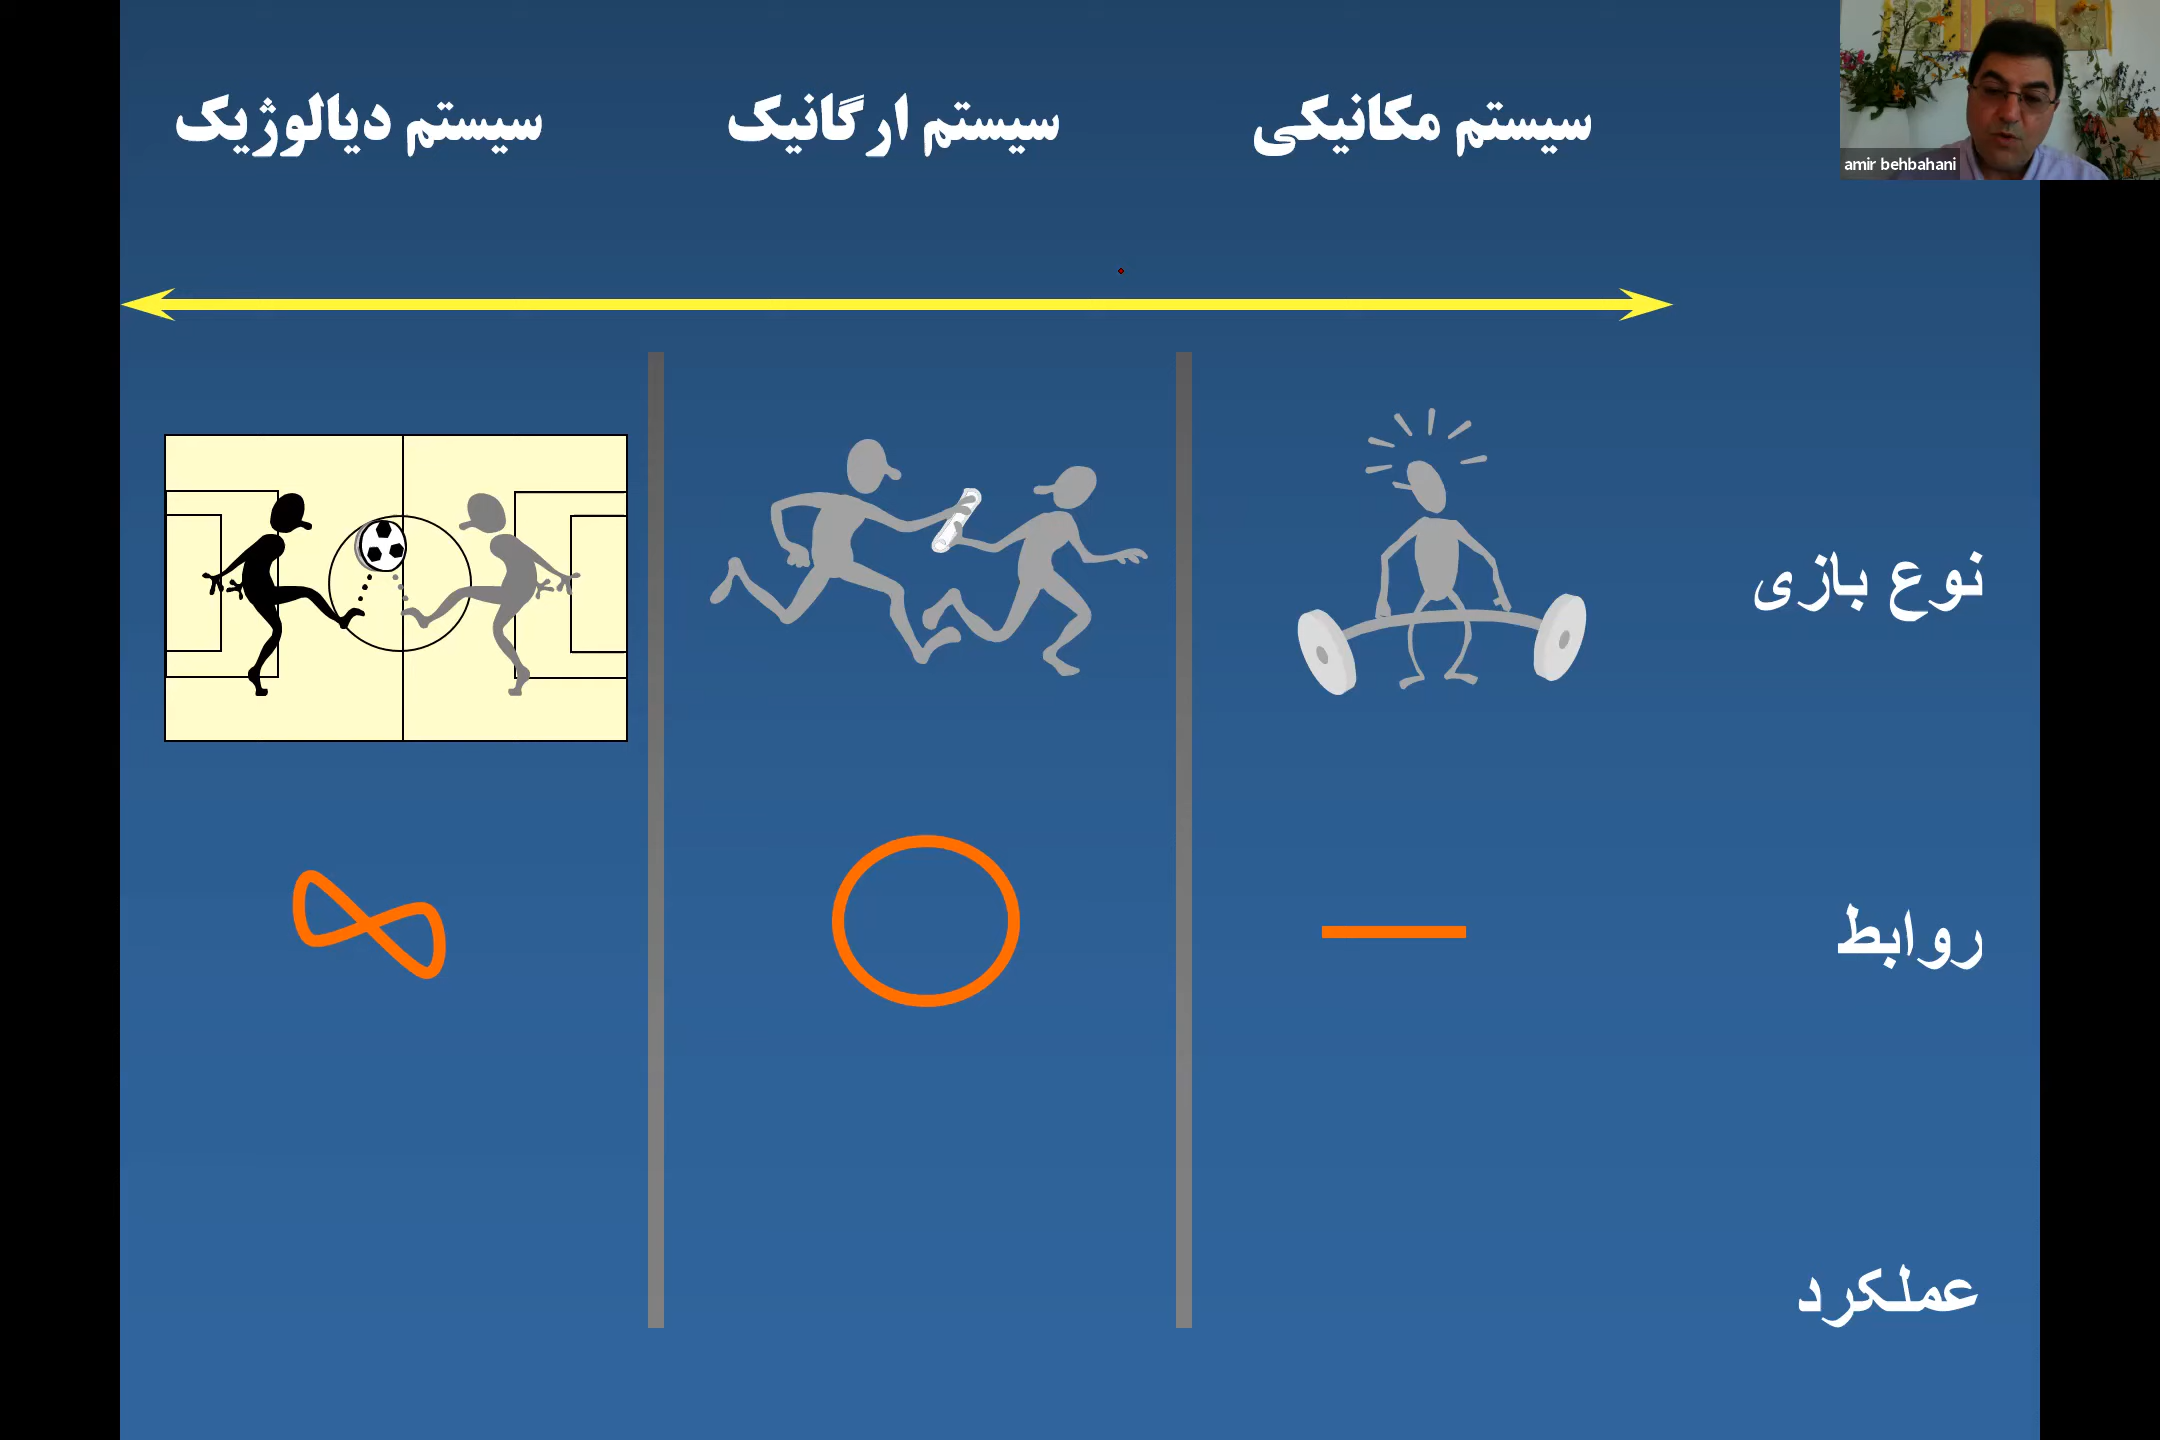 سیستم مکانیکی
سیستم ارگانیک
سیستم دیالوژیک
amir behbahani
نوع بازی
روابط
عملکرد